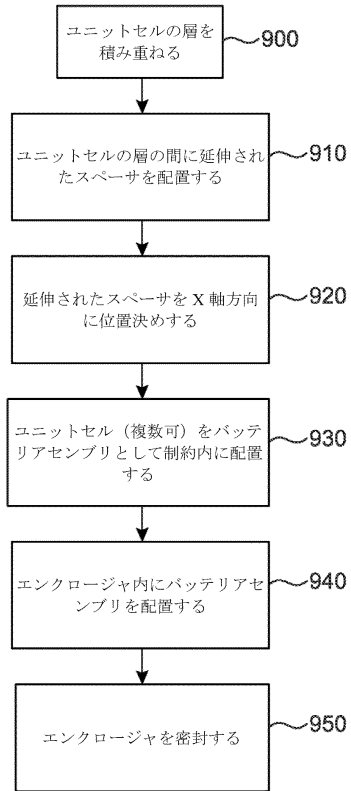 ユニットセルの層を
積み重ねる
900
ユニットセルの層の間に延伸され
たスペーサを配置する
910
延伸されたスペーサを X 軸方向
に位置決めする
920
ユニットセル（複数可）をバッテ
リアセンブリとして制約内に配置
する
930
エンクロージャ内にバッテリアセ
ンブリを配置する
940
エンクロージャを密封する
950